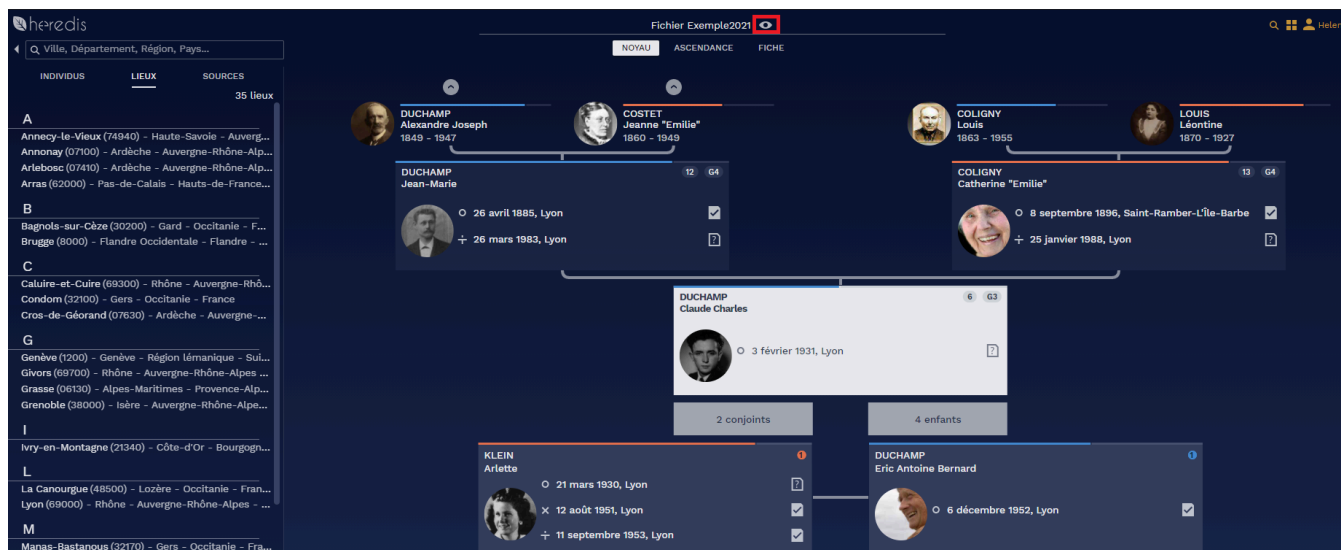 heredis
Fichier Exemple2021
Helen
Ville, Département, Région, Pays...
NOYAU
ASCENDANCE
FICHE
INDIVIDUS
LIEUX
SOURCES
35 lieux
A
Annecy-le-Vieux (74940) - Haute-Savoie - Auverg...
Annonay (07100) - Ardèche - Auvergne-Rhône-Alp...
Arlebosc (07410) - Ardèche - Auvergne-Rhône-Alp...
Arras (62000) - Pas-de-Calais - Hauts-de-France...
B
Bagnols-sur-Cèze (30200) - Gard - Occitanie - F...
Brugge (8000) - Flandre Occidentale - Flandre - ...
C
Caluire-et-Cuire (69300) - Rhône - Auvergne-Rhô...
Condom (32100) - Gers - Occitanie - France
Cros-de-Géorand (07630) - Ardèche - Auvergne-...
G
Genève (1200) - Genève - Région lémanique - Sui...
Givors (69700) - Rhône - Auvergne-Rhône-Alpes ...
Grasse (06130) - Alpes-Maritimes - Provence-Alp...
Grenoble (38000) - Isère - Auvergne-Rhône-Alpe...
I
Ivry-en-Montagne (21340) - Côte-d'Or - Bourgogn...
L
La Canourgue (48500) - Lozère - Occitanie - Fran...
Lyon (69000) - Rhône - Auvergne-Rhône-Alpes - ...
M
Manas-Bastanous (32170) - Gers - Occitanie - Fra...
DUCHAMP
Alexandre Joseph
1849 - 1947
COSTET
Jeanne "Emilie"
1860 - 1949
COLIGNY
Louis
1863 - 1955
LOUIS
Léontine
1870 - 1927
DUCHAMP
12 G4
Jean-Marie
O 26 avril 1885, Lyon
÷ 26 mars 1983, Lyon
?
COLIGNY
13 G4
Catherine "Emilie"
O 8 septembre 1896, Saint-Ramber-L'Île-Barbe
÷ 25 janvier 1988, Lyon
?
DUCHAMP
6 G3
Claude Charles
O 3 février 1931, Lyon
?
2 conjoints
4 enfants
KLEIN
1
Arlette
O 21 mars 1930, Lyon
?
× 12 août 1951, Lyon
÷ 11 septembre 1953, Lyon
DUCHAMP
1
Eric Antoine Bernard
O 6 décembre 1952, Lyon